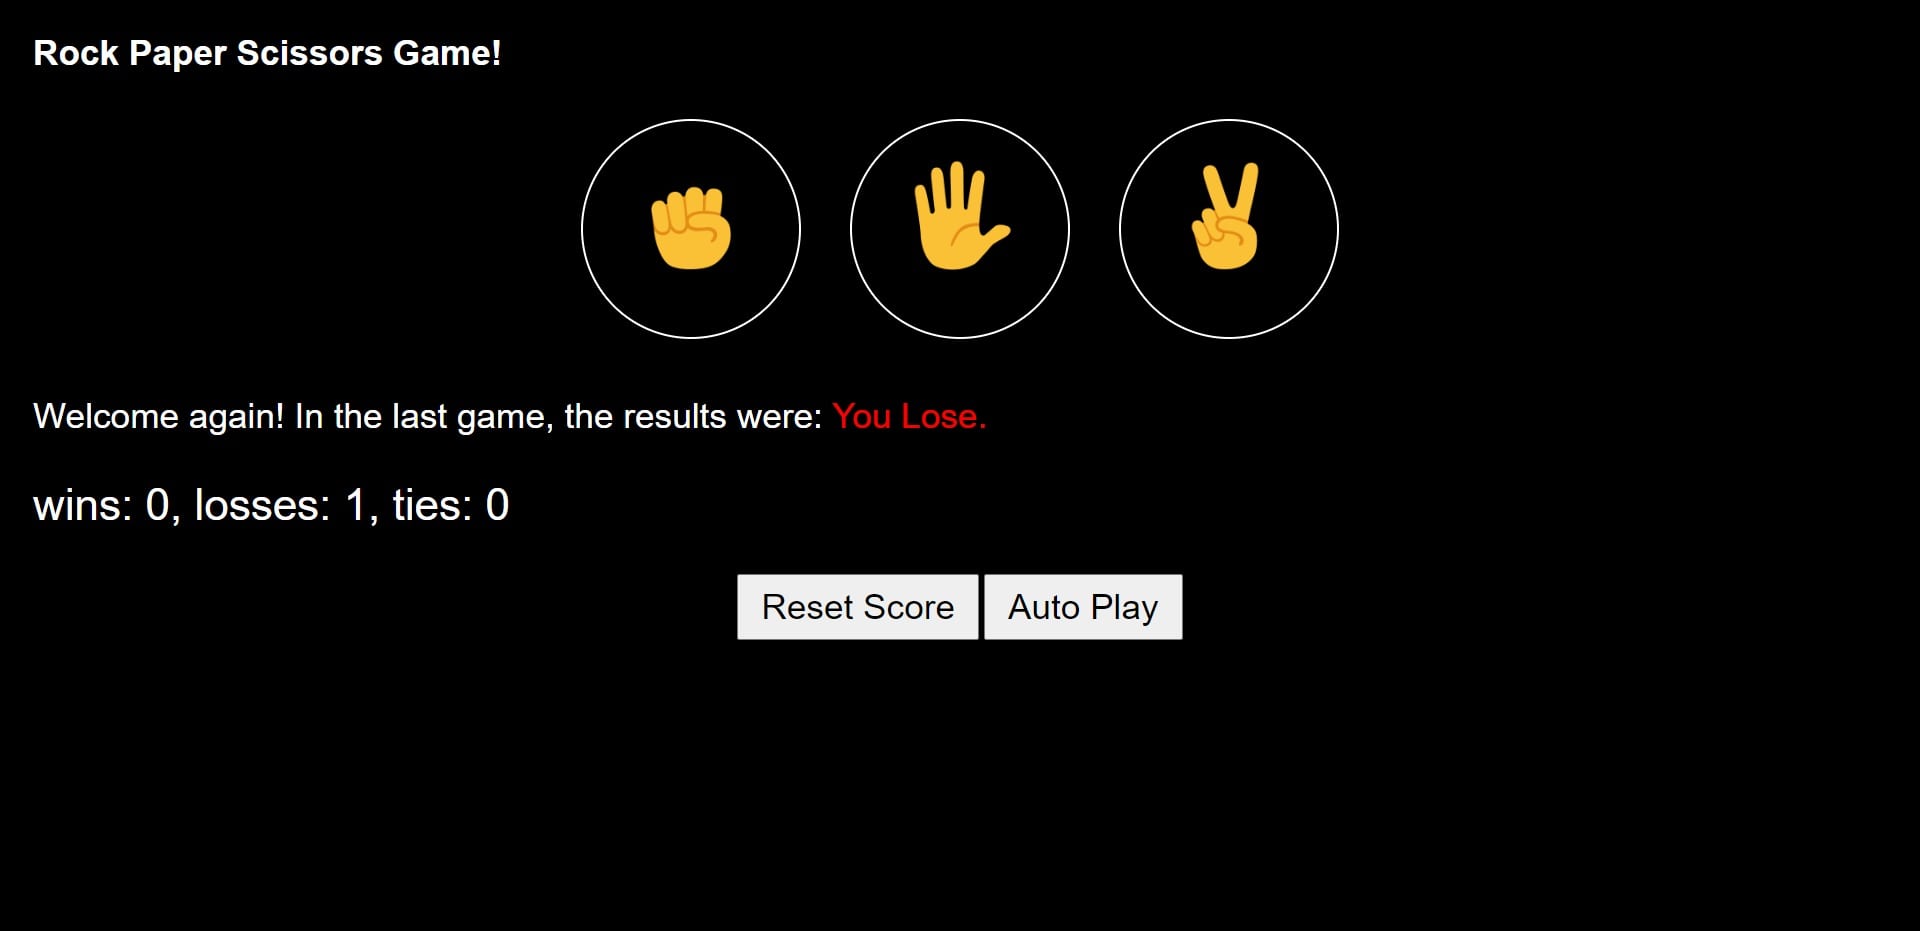 Rock Paper Scissors Game!
Welcome again! In the last game, the results were: You Lose.
wins: 0, losses: 1, ties: 0
Reset Score
Auto Play